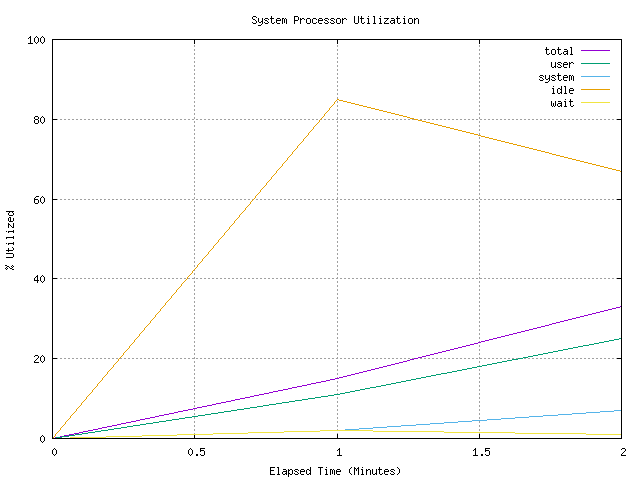 System Processor Utilization
100
80
60
40
20
0
% Utilized
total
user
system
idle
wait
0
0.5
1
1.5
2
Elapsed Time (Minutes)